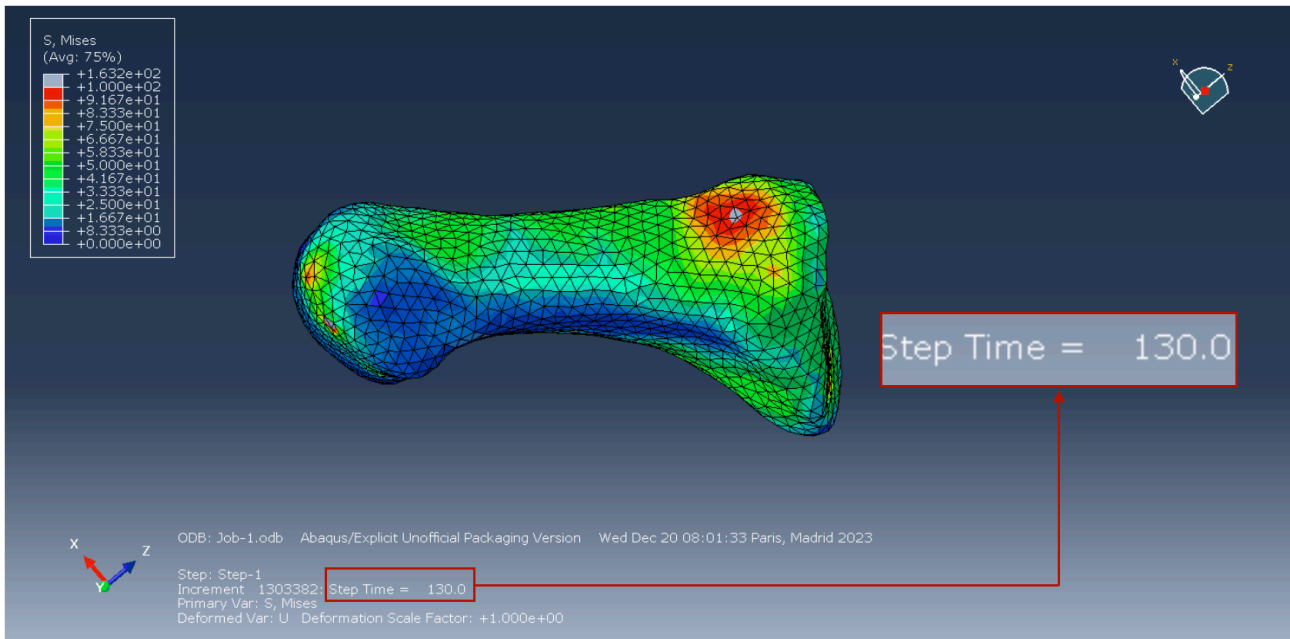 S, Mises
(Avg: 75%)
+1.632e+02
+1.000e+02
+9.167e+01
+8.333e+01
+7.500e+01
+6.667e+01
+5.833e+01
+5.000e+01
+4.167e+01
+3.333e+01
+2.500e+01
+1.667e+01
+8.333e+00
+0.000e+00
X
Z
Step Time = 130.0
X
Z
Y
ODB: Job-1.odb Abaqus/Explicit Unofficial Packaging Version Wed Dec 20 08:01:33 Paris, Madrid 2023
Step: Step-1
Increment 1303382: Step Time = 130.0
Primary Var: S, Mises
Deformed Var: U Deformation Scale Factor: +1.000e+00